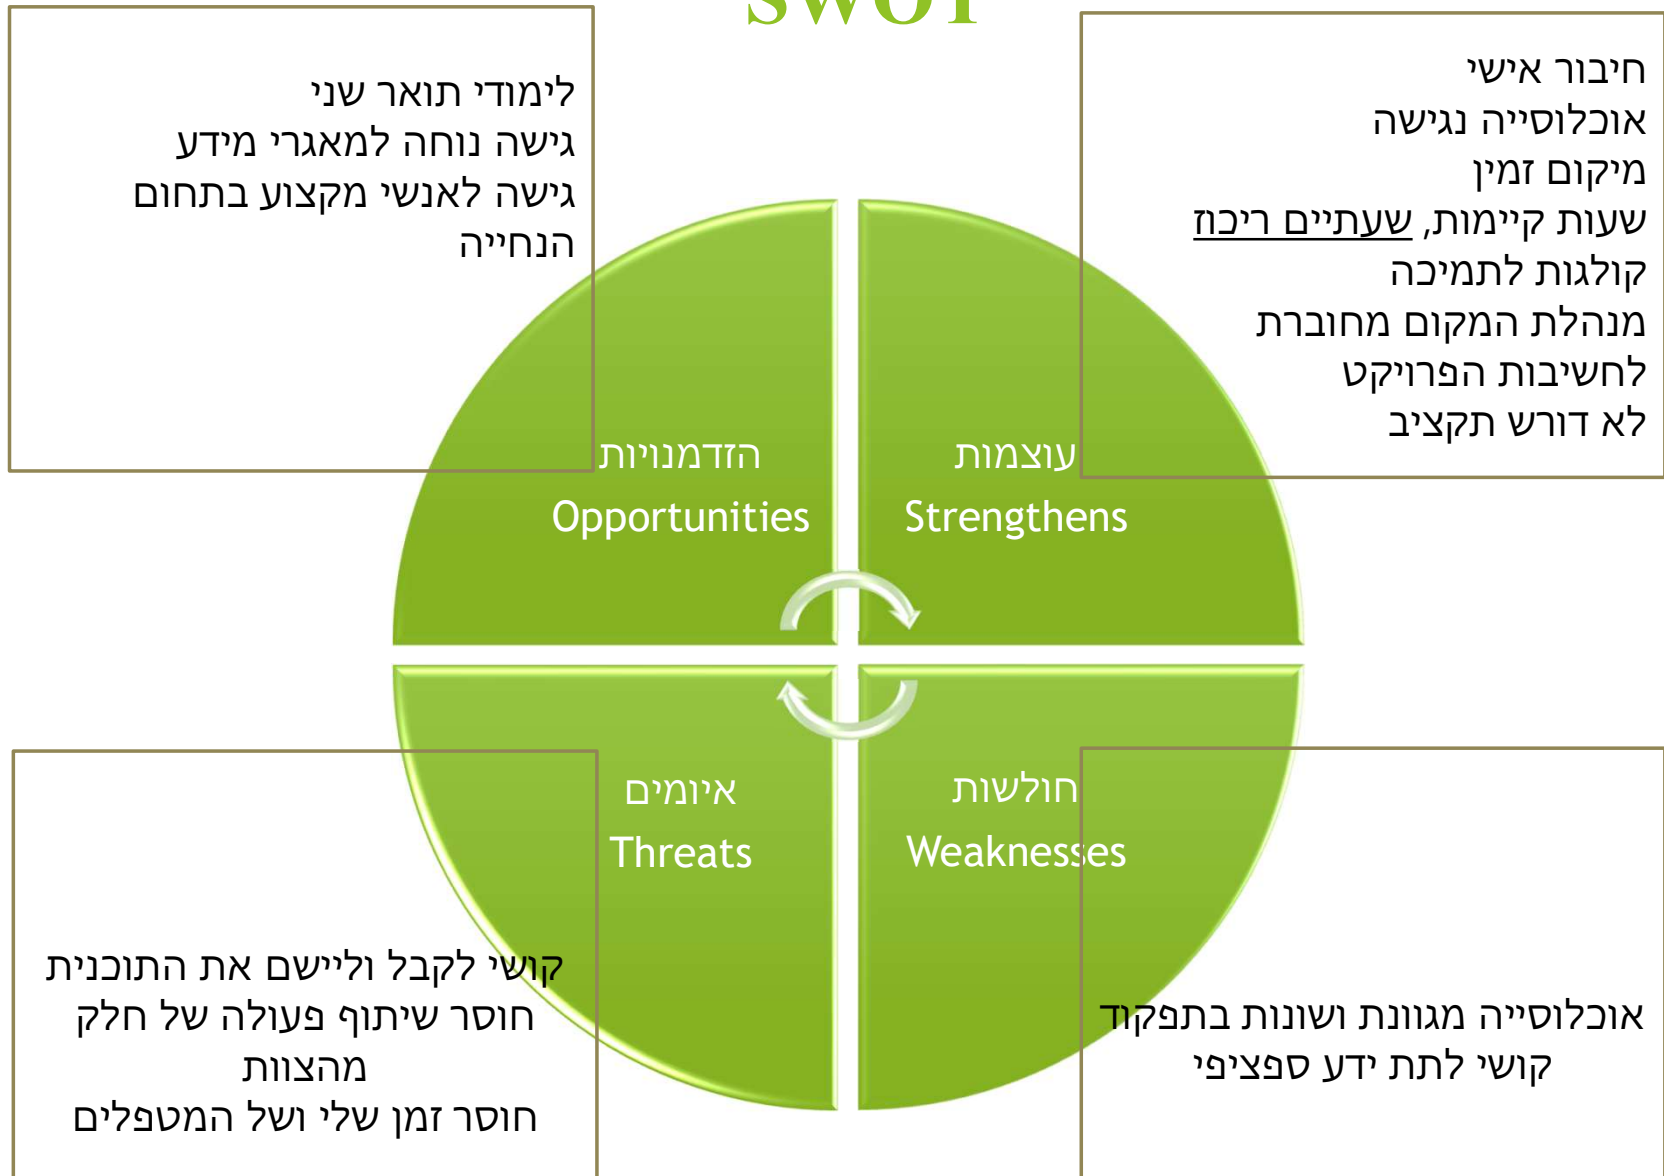 SWOT
חיבור אישי
אוכלוסייה נגישה
מיקום זמין
שעות קיימות, שעתיים ריכוז
קולגות לתמיכה
מנהלת המקום מחוברת
לחשיבות הפרויקט
לא דורש תקציב
לימודי תואר שני
גישה נוחה למאגרי מידע
גישה לאנשי מקצוע בתחום
הנחייה
עוצמות
Strengthens
הזדמנויות
Opportunities
חולשות
Weaknesses
איומים
Threats
אוכלוסייה מגוונת ושונות בתפקוד
קושי לתת ידע ספציפי
קושי לקבל וליישם את התוכנית
חוסר שיתוף פעולה של חלק
מהצוות
חוסר זמן שלי ושל המטפלים